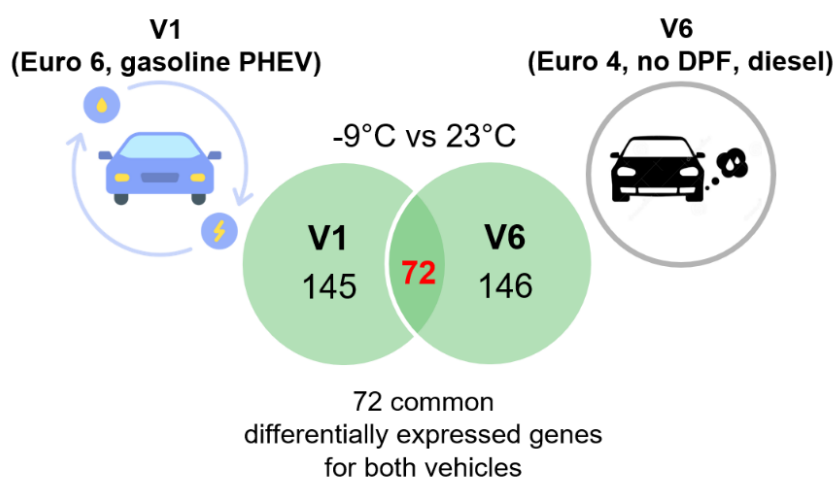 V1
(Euro 6, gasoline PHEV)
V6
(Euro 4, no DPF, diesel)
-9°C vs 23°C
V1
145
72
V6
146
72 common
differentially expressed genes
for both vehicles